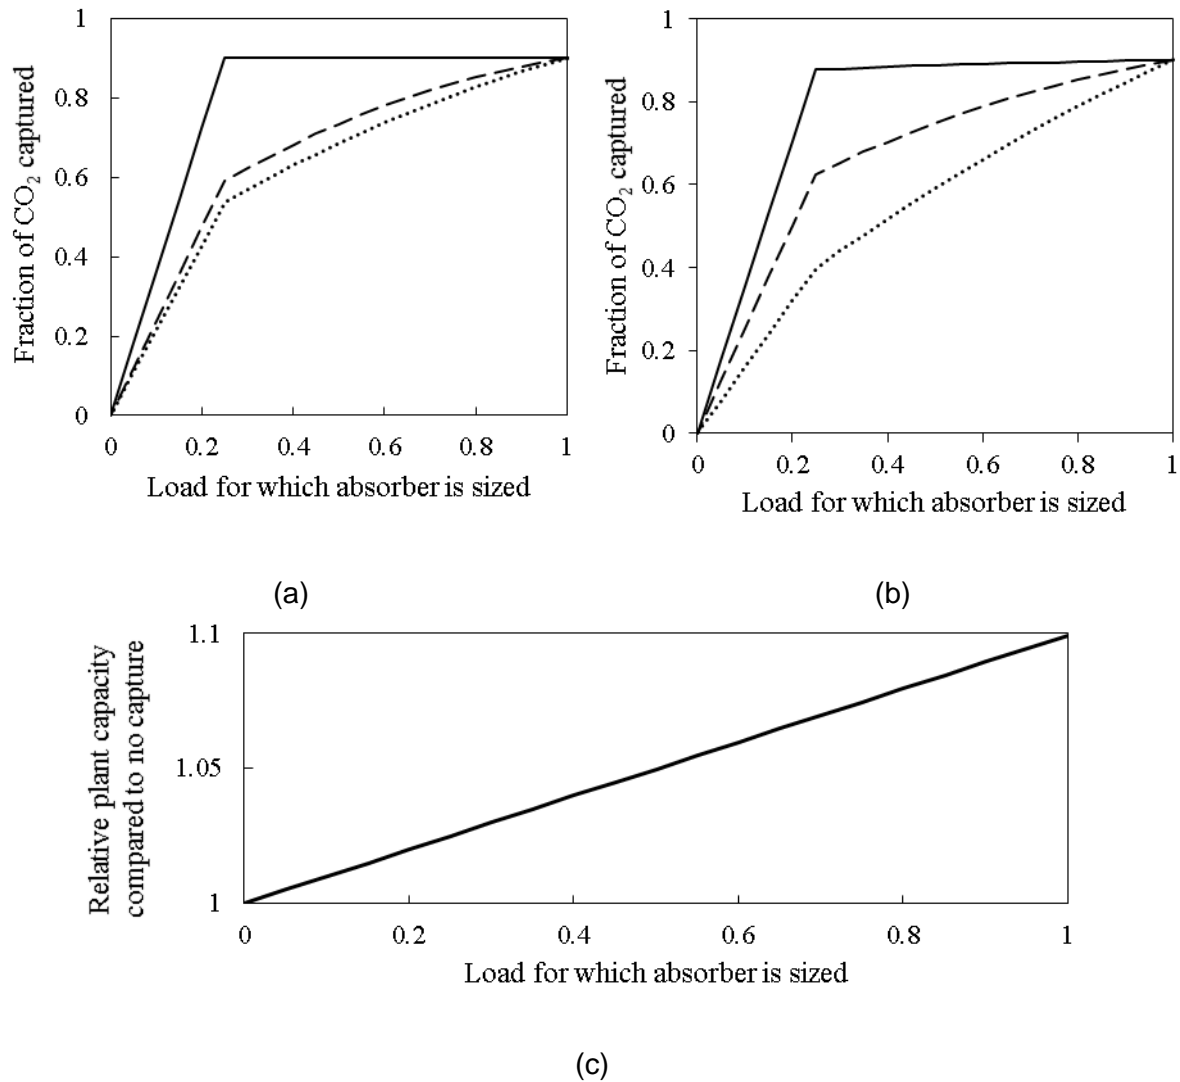 1
0.8
0.6
0.4
0.2
0
Fraction of CO₂ captured
0 0.2 0.4 0.6 0.8 1
Load for which absorber is sized
(a)
1
0.8
0.6
0.4
0.2
0
Fraction of CO₂ captured
0 0.2 0.4 0.6 0.8 1
Load for which absorber is sized
(b)
1.1
1.05
1
Relative plant capacity
compared to no capture
0 0.2 0.4 0.6 0.8 1
Load for which absorber is sized
(c)